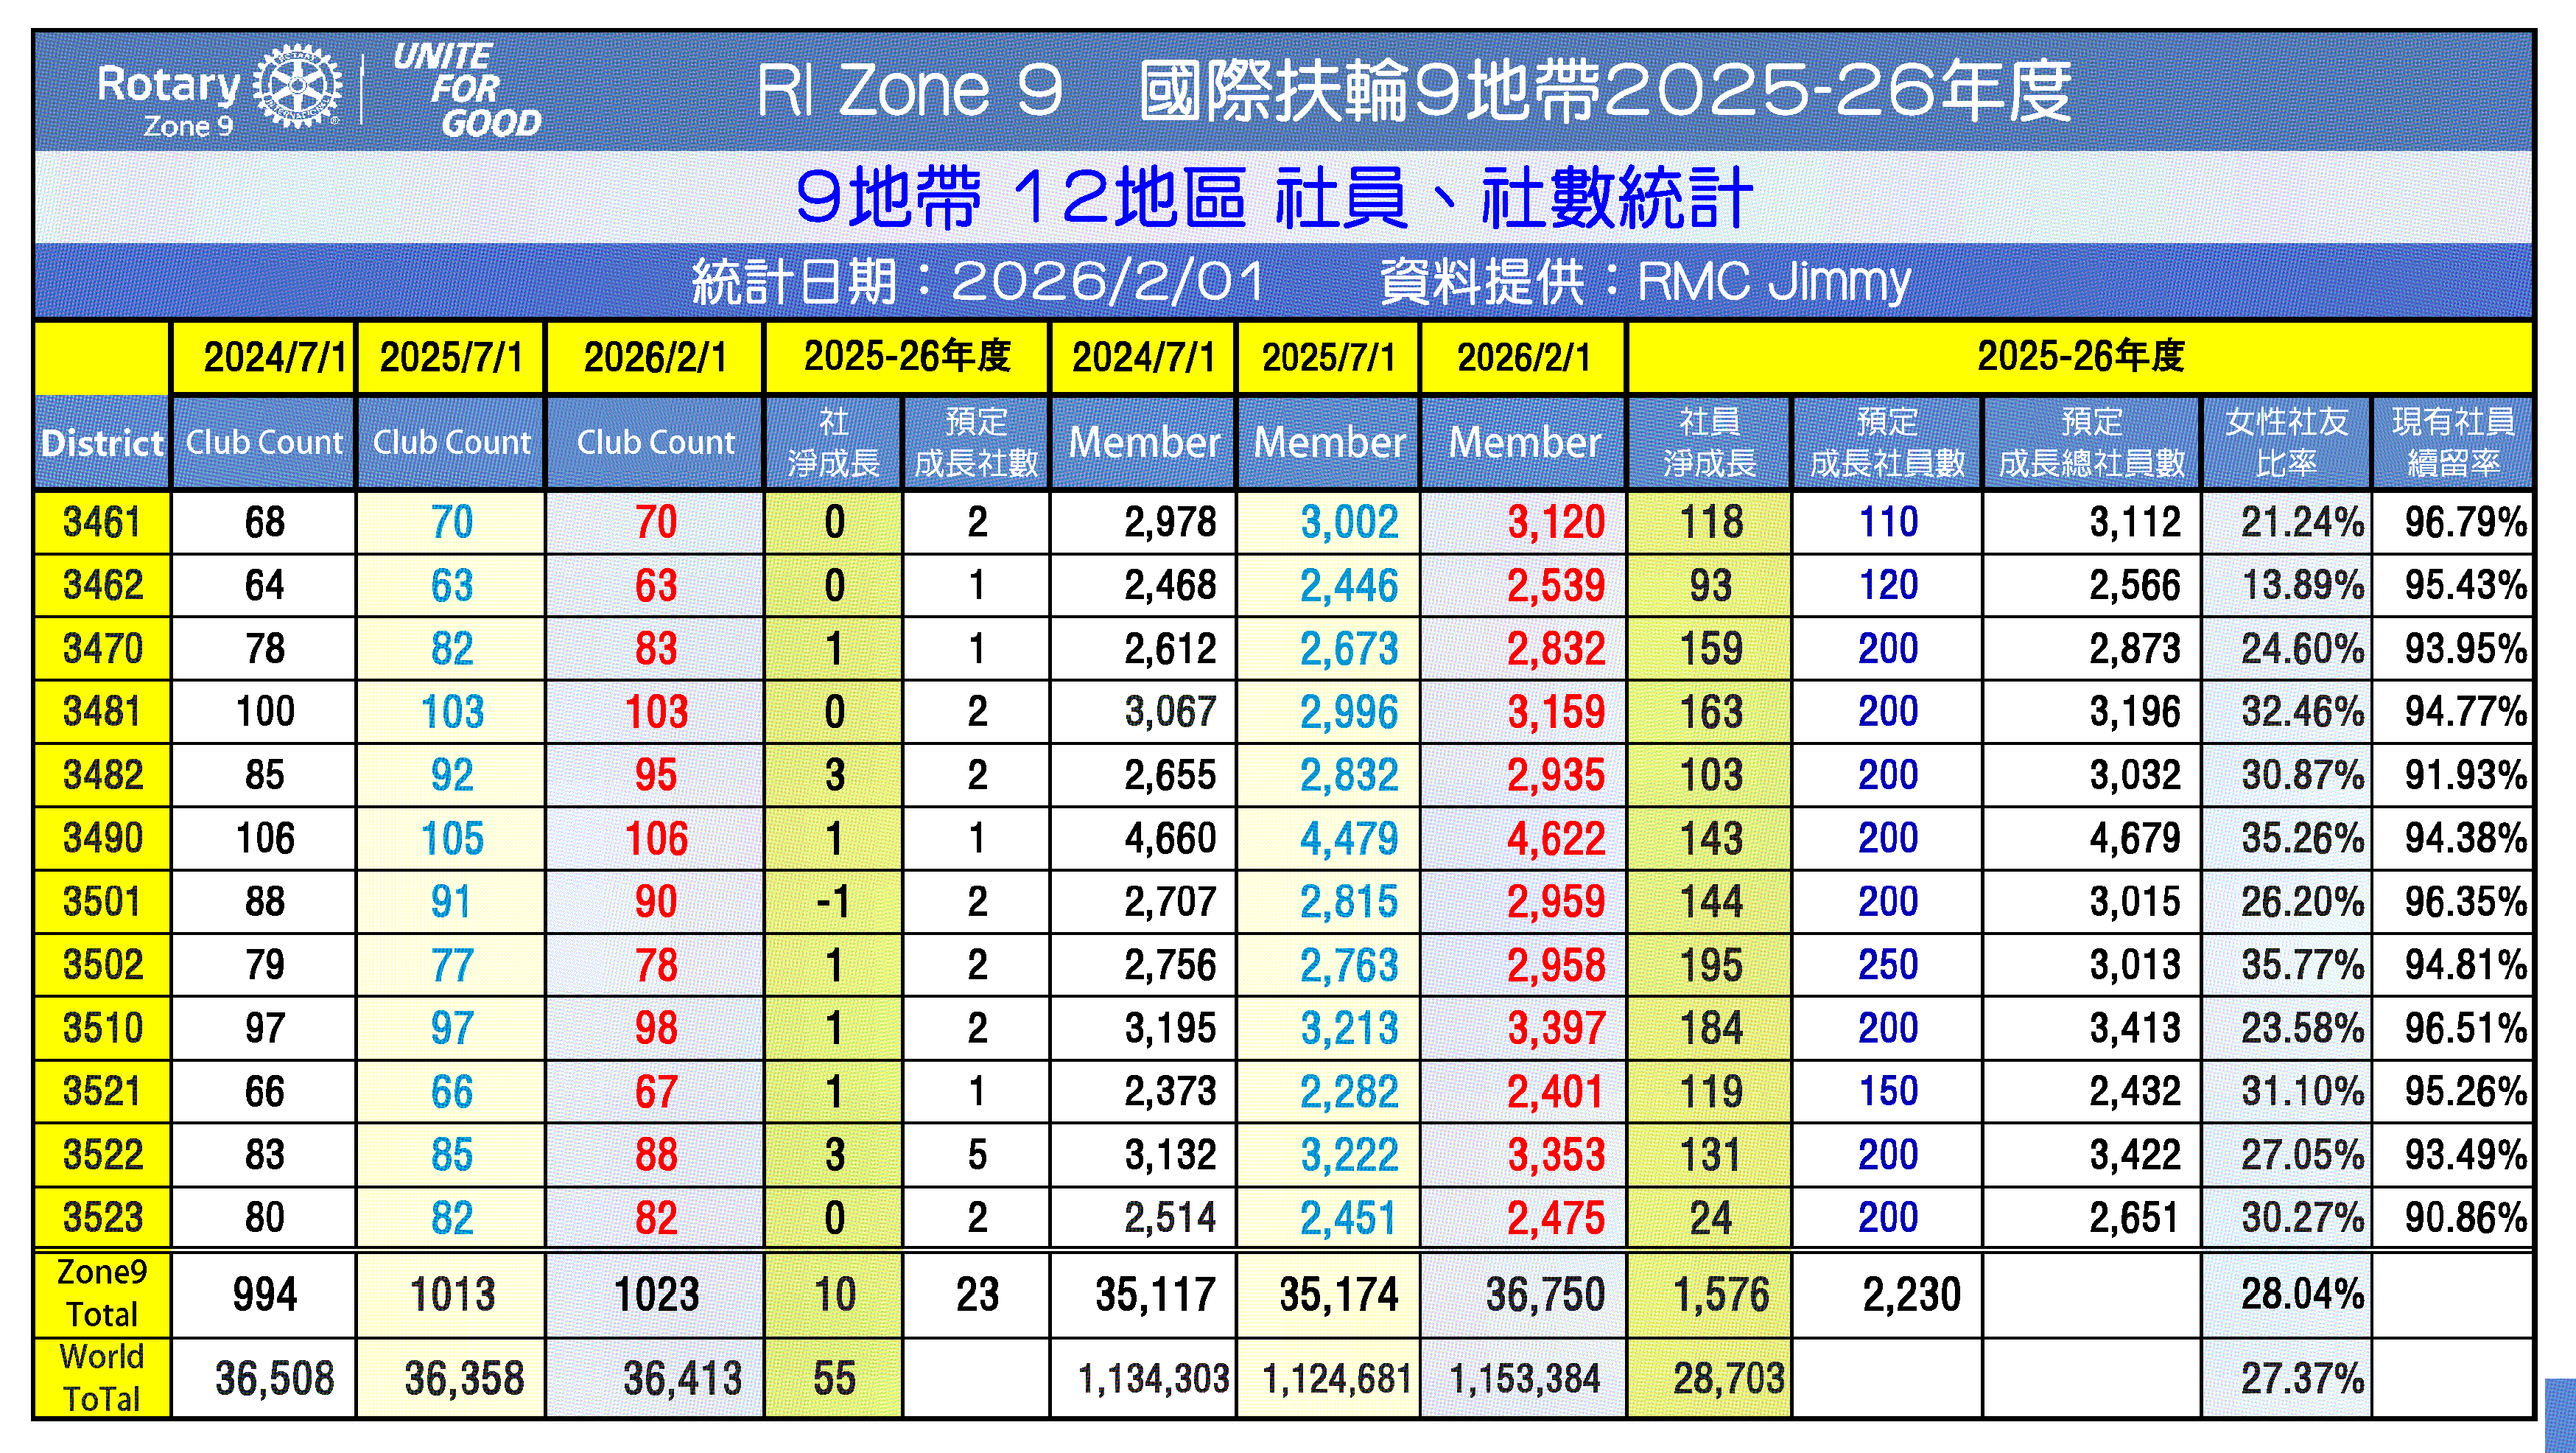 Rotary
Zone 9
UNITE
FOR
GOOD
RI Zone 9 國際扶輪9地帶2025-26年度
9地帶 12地區 社員、社數統計
統計日期：2026/2/01 資料提供：RMC Jimmy
2024/7/1 2025/7/1 2026/2/1 2025-26年度 2024/7/1 2025/7/1 2026/2/1 2025-26年度
District Club Count Club Count Club Count 社淨成長 預定成長社數 Member Member Member 社員淨成長 預定成長社員數 預定成長總社員數 女性社友比率 現有社員續留率
3461 68 70 70 0 2 2,978 3,002 3,120 118 110 3,112 21.24% 96.79%
3462 64 63 63 0 1 2,468 2,446 2,539 93 120 2,566 13.89% 95.43%
3470 78 82 83 1 1 2,612 2,673 2,832 159 200 2,873 24.60% 93.95%
3481 100 103 103 0 2 3,067 2,996 3,159 163 200 3,196 32.46% 94.77%
3482 85 92 95 3 2 2,655 2,832 2,935 103 200 3,032 30.87% 91.93%
3490 106 105 106 1 1 4,660 4,479 4,622 143 200 4,679 35.26% 94.38%
3501 88 91 90 -1 2 2,707 2,815 2,959 144 200 3,015 26.20% 96.35%
3502 79 77 78 1 2 2,756 2,763 2,958 195 250 3,013 35.77% 94.81%
3510 97 97 98 1 2 3,195 3,213 3,397 184 200 3,413 23.58% 96.51%
3521 66 66 67 1 1 2,373 2,282 2,401 119 150 2,432 31.10% 95.26%
3522 83 85 88 3 5 3,132 3,222 3,353 131 200 3,422 27.05% 93.49%
3523 80 82 82 0 2 2,514 2,451 2,475 24 200 2,651 30.27% 90.86%
Zone9 Total 994 1013 1023 10 23 35,117 35,174 36,750 1,576 2,230 28.04%
World ToTal 36,508 36,358 36,413 55 1,134,303 1,124,681 1,153,384 28,703 27.37%